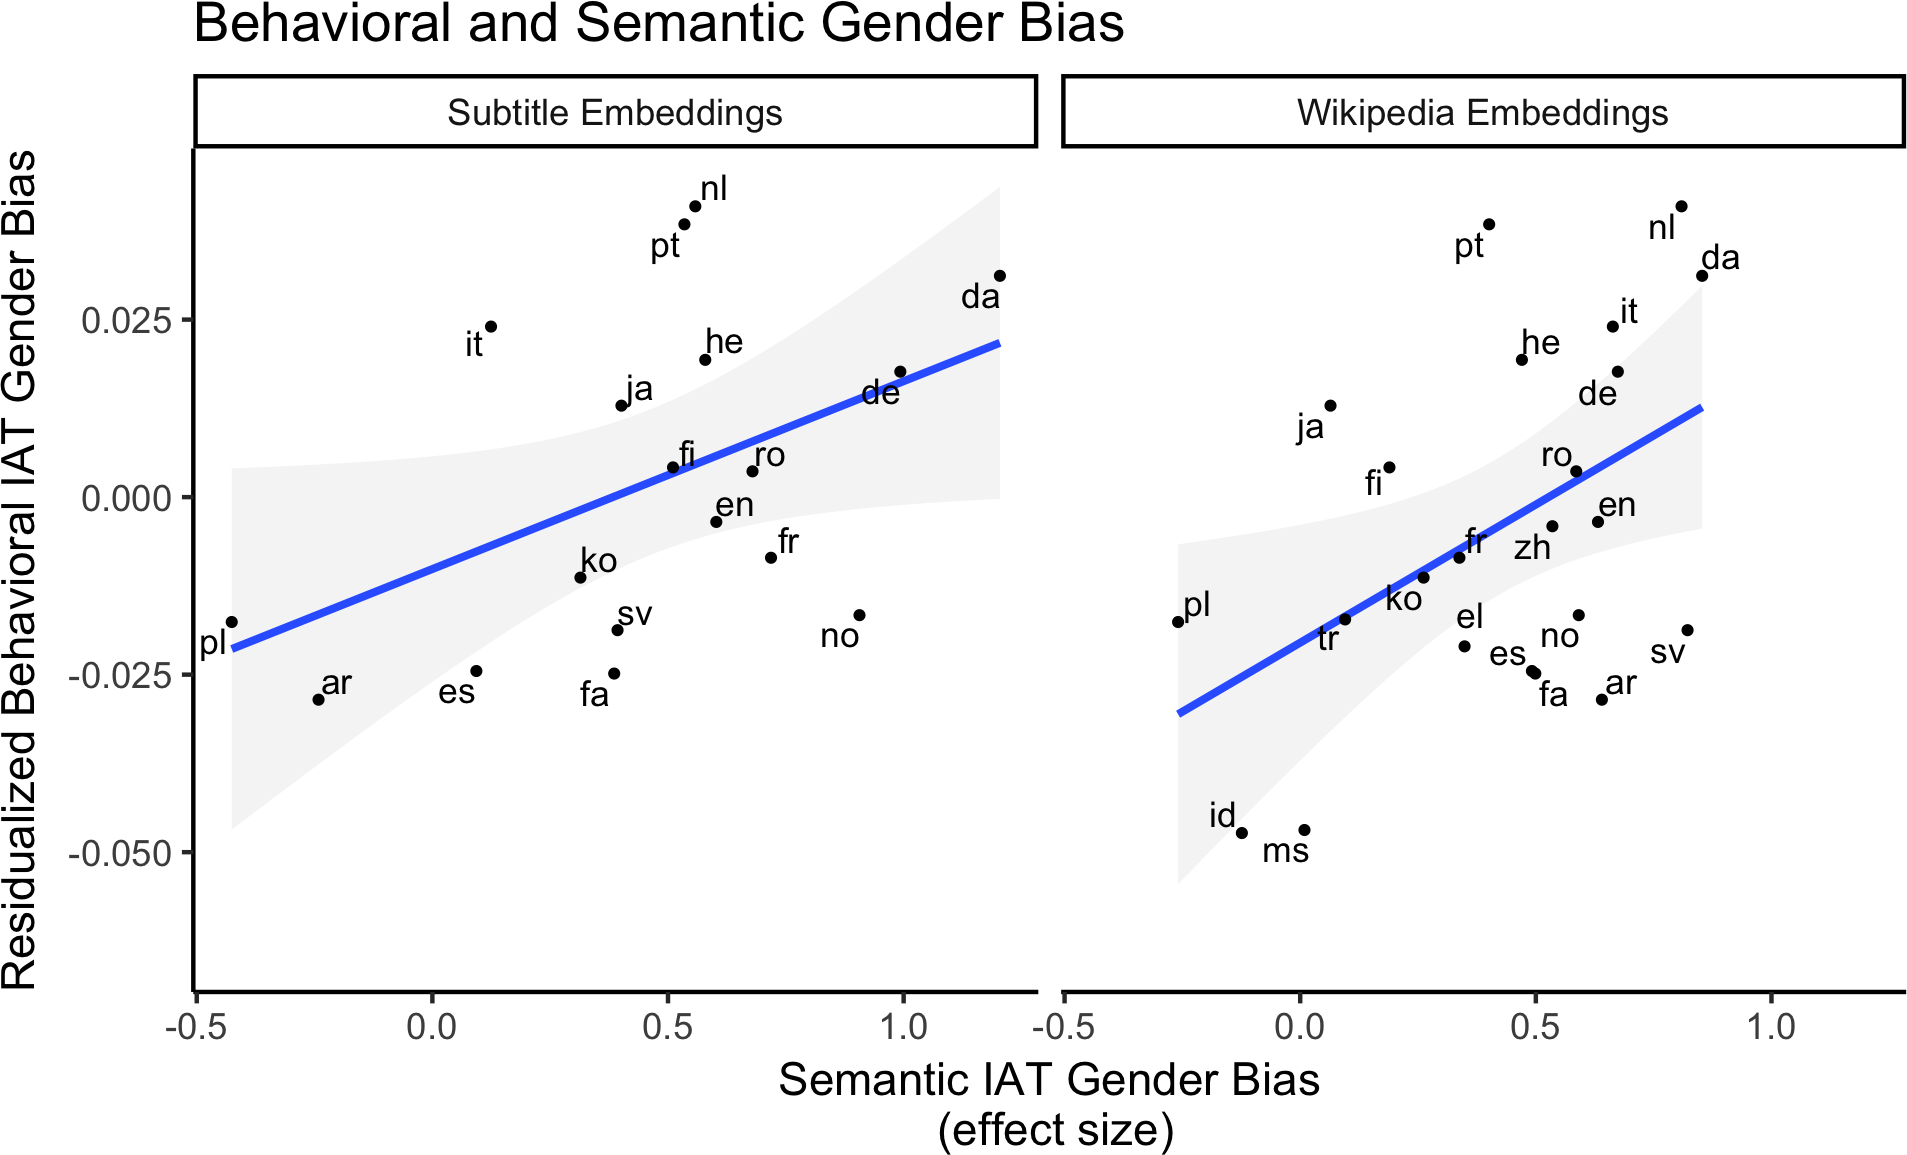 Behavioral and Semantic Gender Bias
Subtitle Embeddings
Wikipedia Embeddings
Residualized Behavioral IAT Gender Bias
0.025
0.000
-0.025
-0.050
nl
pt
da
it
he
ja
de
fi
ro
en
fr
ko
sv
no
pl
ar
es
fa
nl
pt
da
it
he
de
ja
ro
fi
en
fr
zh
ko
pl
el
tr
no
es
sv
fa
ar
id
ms
-0.5
0.0
0.5
1.0
-0.5
0.0
0.5
1.0
Semantic IAT Gender Bias
(effect size)